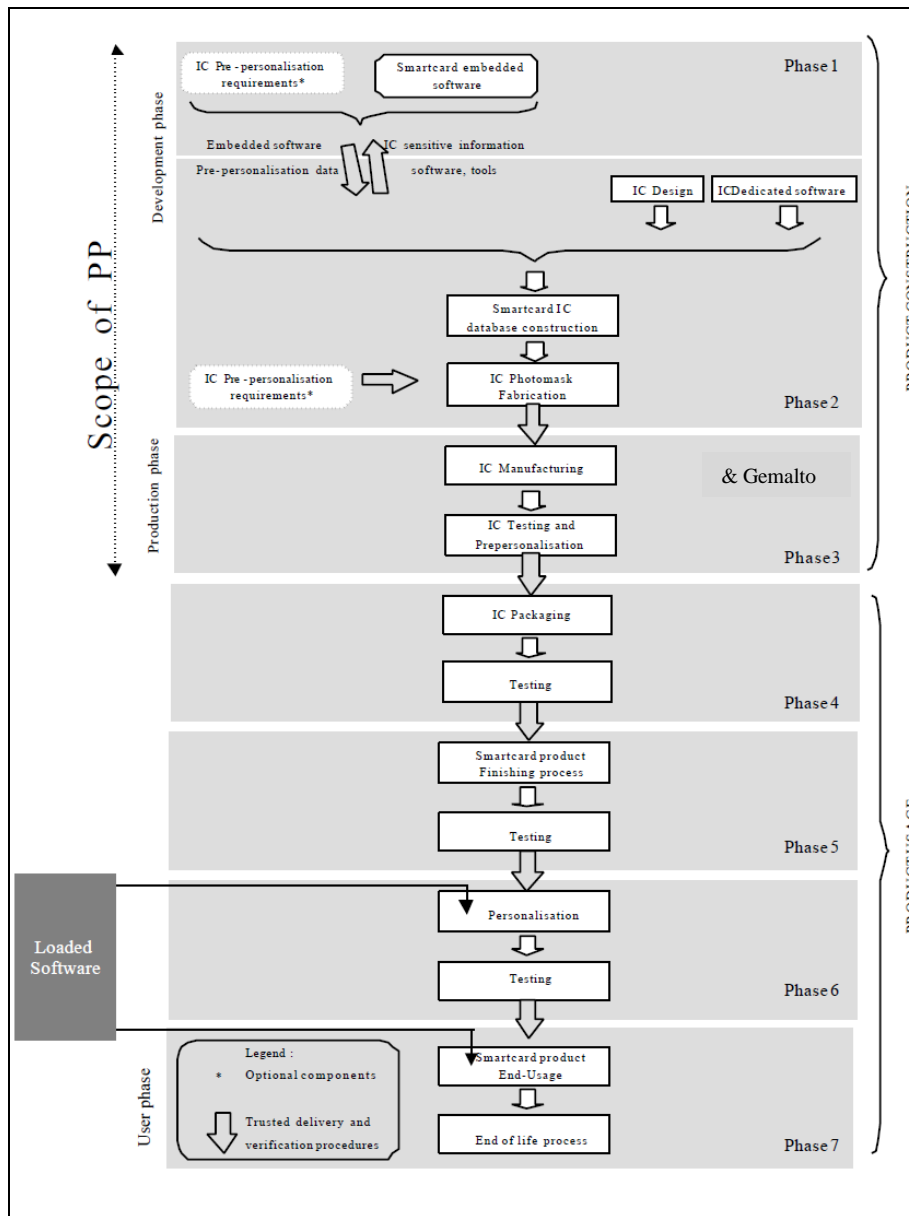 IC Pre - personalisation
requirements*
Smartcard embedded
software
Phase 1
Development phase
Embedded software
IC sensitive information
Pre-personalisation data
software, tools
IC Design
ICDedicated software
Scope of PP
Smartcard IC
database construction
IC Pre - personalisation
requirements*
IC Photomask
Fabrication
Phase 2
PRODUCT CONSTRUCTION
Production phase
IC Manufacturing
& Gemalto
IC Testing and
Prepersonalisation
Phase3
IC Packaging
Testing
Phase 4
Smartcard product
Finishing process
Testing
Phase 5
PRODUCT USAGE
Loaded
Software
Personalisation
Testing
Phase 6
User phase
Legend :
* Optional components
Trusted delivery and
verification procedures
Smartcard product
End-Usage
End of life process
Phase 7